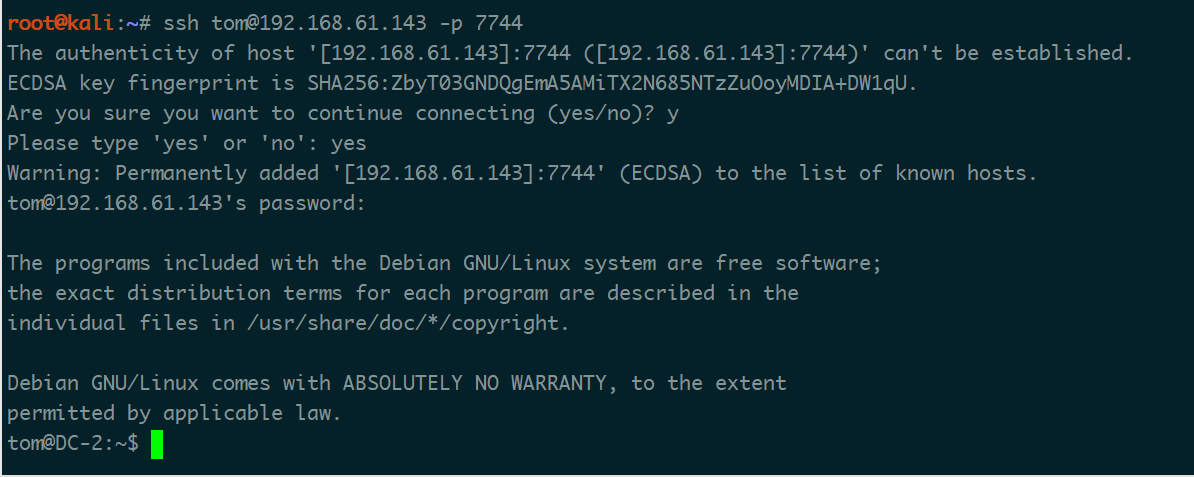 root@kali:~# ssh tom@192.168.61.143 -p 7744
The authenticity of host '[192.168.61.143]:7744 ([192.168.61.143]:7744)' can't be established.
ECDSA key fingerprint is SHA256:ZbyT03GNDQgEmA5AMiTX2N685NTzZuOoyMDIA+DW1qU.
Are you sure you want to continue connecting (yes/no)? y
Please type 'yes' or 'no': yes
Warning: Permanently added '[192.168.61.143]:7744' (ECDSA) to the list of known hosts.
tom@192.168.61.143's password:
The programs included with the Debian GNU/Linux system are free software;
the exact distribution terms for each program are described in the
individual files in /usr/share/doc/*/copyright.
Debian GNU/Linux comes with ABSOLUTELY NO WARRANTY, to the extent
permitted by applicable law.
tom@DC-2:~$